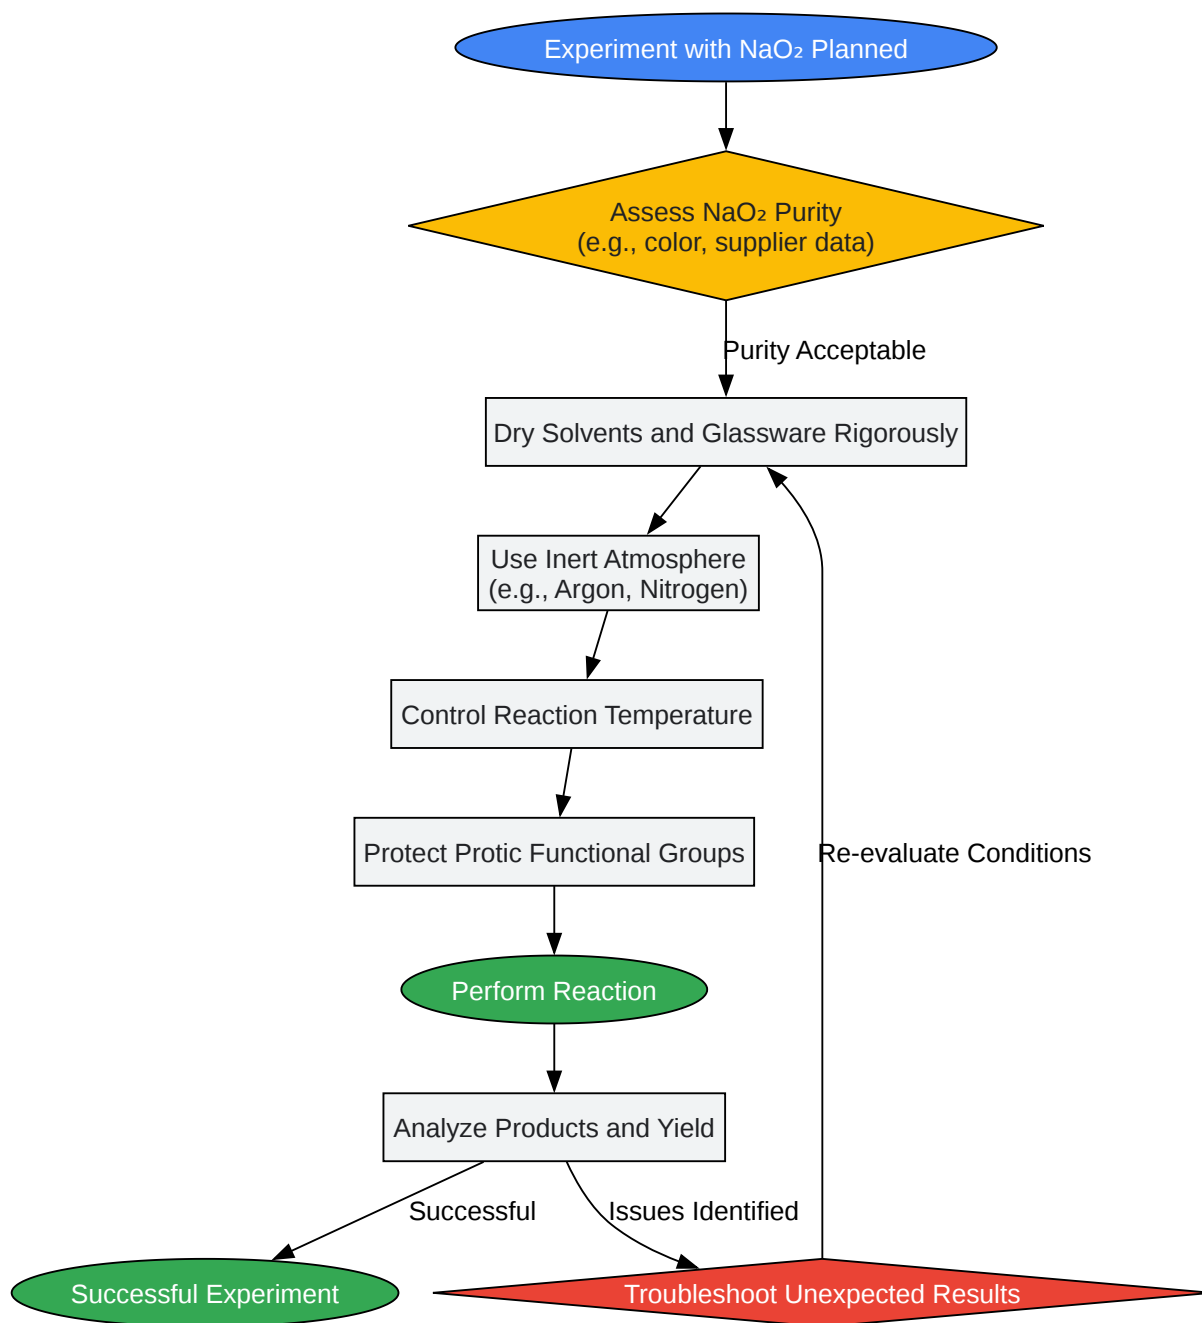 Experiment with NaO₂ Planned
Assess NaO₂ Purity
(e.g., color, supplier data)
Purity Acceptable
Dry Solvents and Glassware Rigorously
Use Inert Atmosphere
(e.g., Argon, Nitrogen)
Control Reaction Temperature
Protect Protic Functional Groups
Re-evaluate Conditions
Perform Reaction
Analyze Products and Yield
Successful
Issues Identified
Successful Experiment
Troubleshoot Unexpected Results